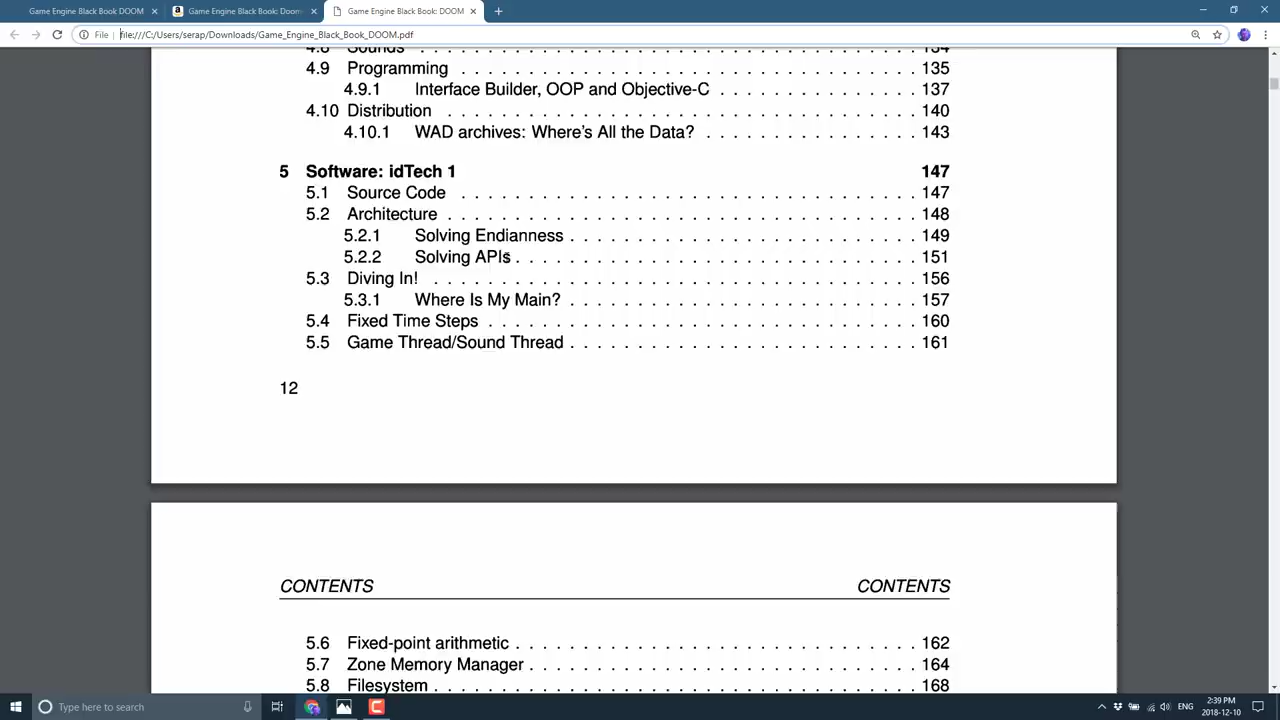 Game Engine Black Book DOOM
Game Engine Black Book: Doom
Game Engine Black Book: DOOM
File | file:///C:/Users/serap/Downloads/Game_Engine_Black_Book_DOOM.pdf
4.8 Sounds . . . . . . . . . . . . . . . . . . . . . . . . . . . . . . . . . . . . . 134
4.9 Programming . . . . . . . . . . . . . . . . . . . . . . . . . . . . . . . . . . 135
4.9.1 Interface Builder, OOP and Objective-C . . . . . . . . . . . . . . . 137
4.10 Distribution . . . . . . . . . . . . . . . . . . . . . . . . . . . . . . . . . . . 140
4.10.1 WAD archives: Where's All the Data? . . . . . . . . . . . . . . . . 143
5 Software: idTech 1 147
5.1 Source Code . . . . . . . . . . . . . . . . . . . . . . . . . . . . . . . . . . 147
5.2 Architecture . . . . . . . . . . . . . . . . . . . . . . . . . . . . . . . . . . . 148
5.2.1 Solving Endianness . . . . . . . . . . . . . . . . . . . . . . . . . . 149
5.2.2 Solving APIs . . . . . . . . . . . . . . . . . . . . . . . . . . . . . . 151
5.3 Diving In! . . . . . . . . . . . . . . . . . . . . . . . . . . . . . . . . . . . . 156
5.3.1 Where Is My Main? . . . . . . . . . . . . . . . . . . . . . . . . . . 157
5.4 Fixed Time Steps . . . . . . . . . . . . . . . . . . . . . . . . . . . . . . . . 160
5.5 Game Thread/Sound Thread . . . . . . . . . . . . . . . . . . . . . . . . . . 161
12
CONTENTS CONTENTS
5.6 Fixed-point arithmetic . . . . . . . . . . . . . . . . . . . . . . . . . . . . . . 162
5.7 Zone Memory Manager . . . . . . . . . . . . . . . . . . . . . . . . . . . . . 164
5.8 Filesystem . . . . . . . . . . . . . . . . . . . . . . . . . . . . . . . . . . . . 168
Type here to search
ENG
2:39 PM
2018-12-10